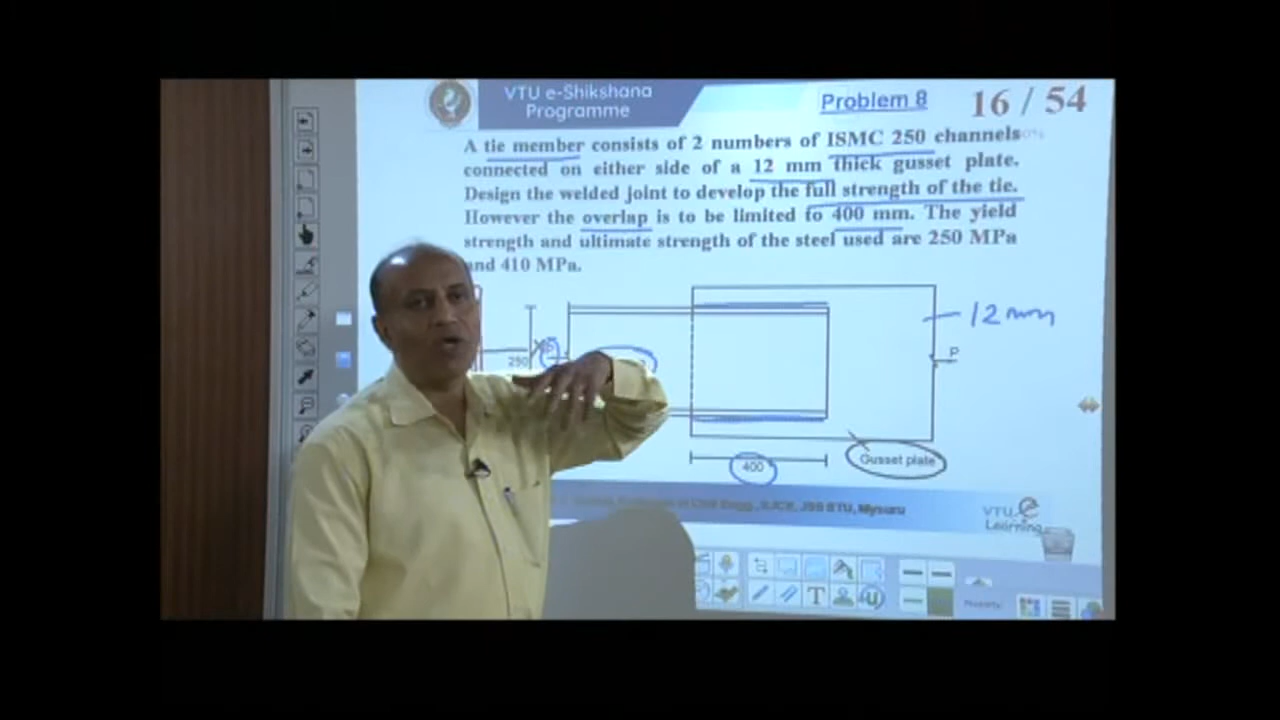 VTU e-Shikshana
Programme
Problem 8
16 / 54
A tie member consists of 2 numbers of ISMC 250 channels
connected on either side of a 12 mm thick gusset plate.
Design the welded joint to develop the full strength of the tie.
However the overlap is to be limited to 400 mm. The yield
strength and ultimate strength of the steel used are 250 MPa
and 410 MPa.
12 mm
250
P
400
Gusset plate
JSS STU, Mysuru
VTU
e Learning
T